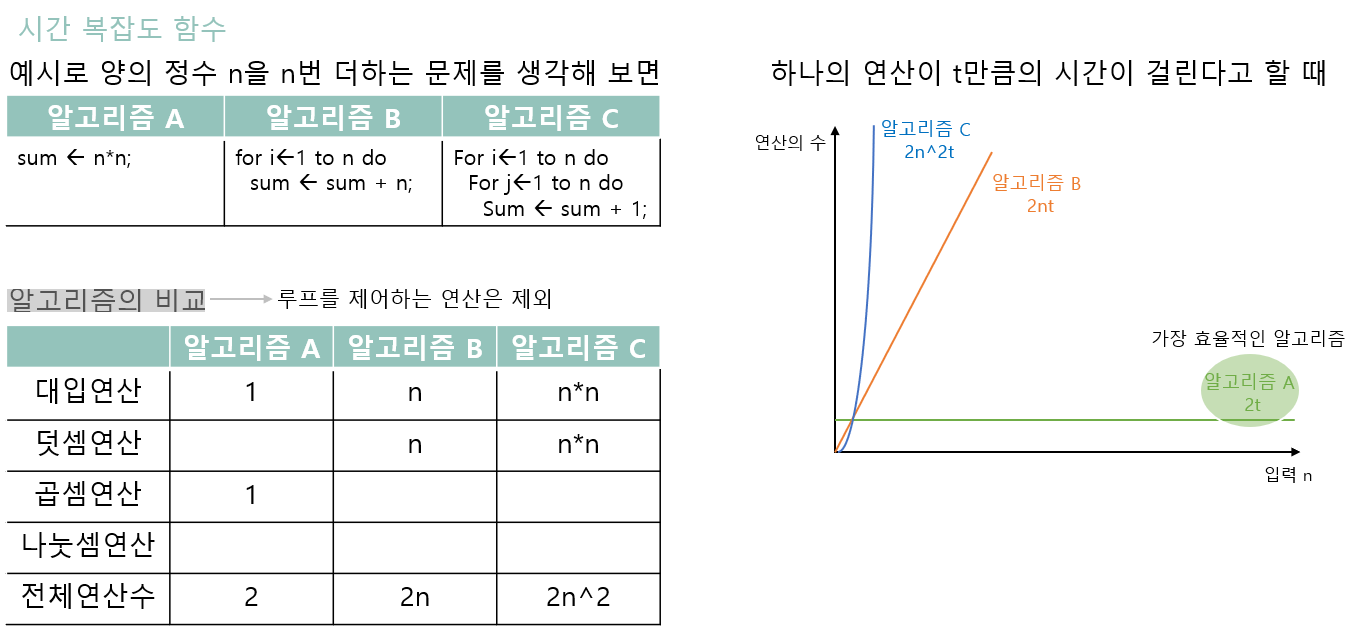 시간 복잡도 함수
예시로 양의 정수 n을 n번 더하는 문제를 생각해 보면
알고리즘 A 알고리즘 B 알고리즘 C
sum ← n*n;
for i←1 to n do
sum ← sum + n;
For i←1 to n do
For j←1 to n do
Sum ← sum + 1;
알고리즘의 비교 → 루프를 제어하는 연산은 제외
알고리즘 A 알고리즘 B 알고리즘 C
대입연산 1 n n*n
덧셈연산 n n*n
곱셈연산 1
나눗셈연산
전체연산수 2 2n 2n^2
하나의 연산이 t만큼의 시간이 걸린다고 할 때
연산의 수
알고리즘 C
2n^2t
알고리즘 B
2nt
가장 효율적인 알고리즘
알고리즘 A
2t
입력 n